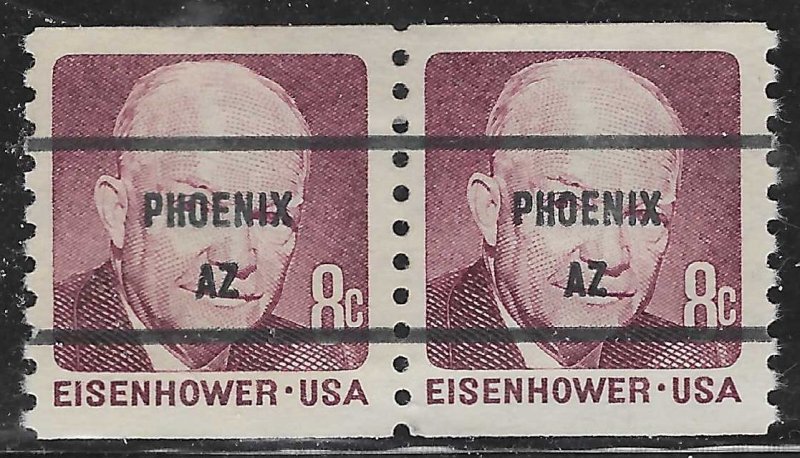 PHOENIX
AZ
8c
EISENHOWER·USA
PHOENIX
AZ
8c
EISENHOWER·USA